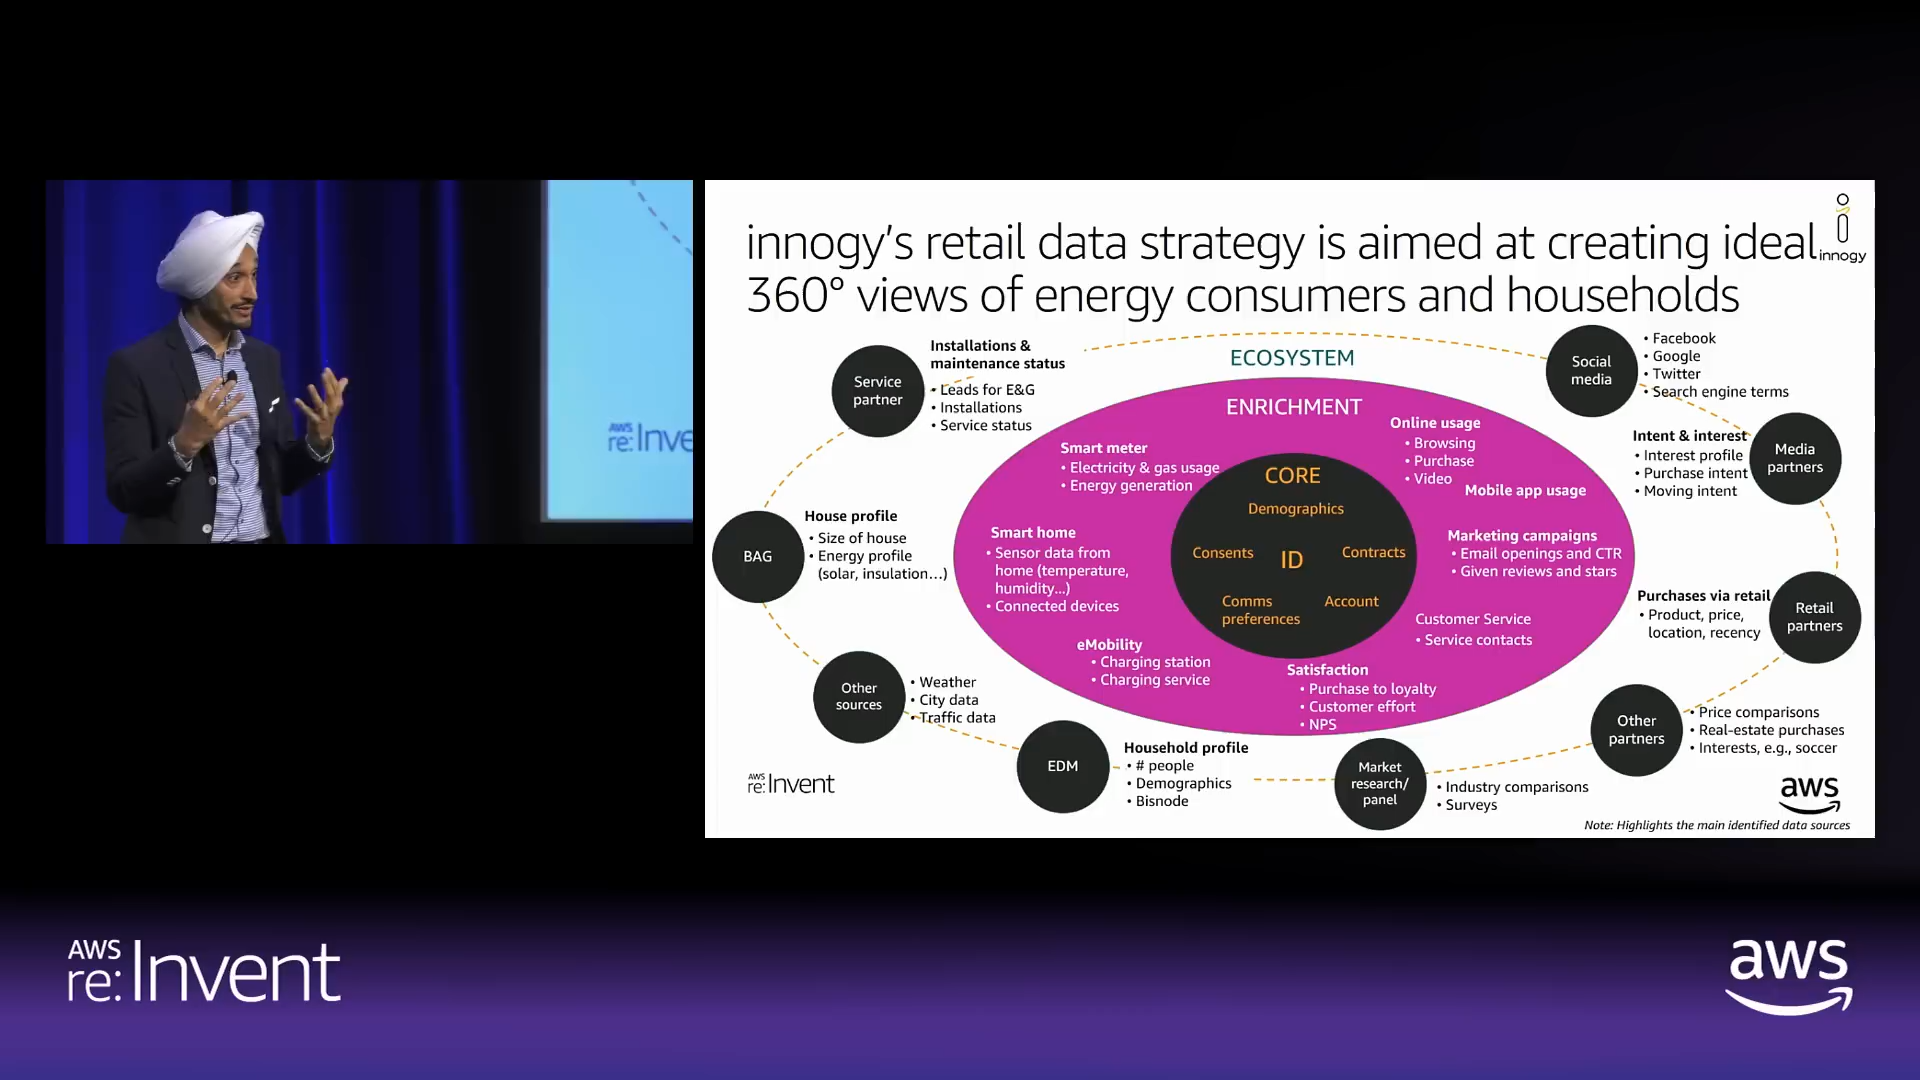 innogy's retail data strategy is aimed at creating ideal
360° views of energy consumers and households
innogy
ECOSYSTEM
ENRICHMENT
CORE
Demographics
Consents
ID
Contracts
Comms
preferences
Account
Smart meter
• Electricity & gas usage
• Energy generation
Smart home
• Sensor data from
home (temperature,
humidity...)
• Connected devices
eMobility
• Charging station
• Charging service
Online usage
• Browsing
• Purchase
• Video
Mobile app usage
Marketing campaigns
• Email openings and CTR
• Given reviews and stars
Customer Service
• Service contacts
Satisfaction
• Purchase to loyalty
• Customer effort
• NPS
Service
partner
Installations &
maintenance status
• Leads for E&G
• Installations
• Service status
Social
media
• Facebook
• Google
• Twitter
• Search engine terms
Media
partners
Intent & interest
• Interest profile
• Purchase intent
• Moving intent
Retail
partners
Purchases via retail
• Product, price,
location, recency
Other
partners
• Price comparisons
• Real-estate purchases
• Interests, e.g., soccer
Market
research/
panel
• Industry comparisons
• Surveys
EDM
Household profile
• # people
• Demographics
• Bisnode
Other
sources
• Weather
• City data
• Traffic data
BAG
House profile
• Size of house
• Energy profile
(solar, insulation...)
AWS
re:Invent
aws
Note: Highlights the main identified data sources
AWS
re:Inve
AWS
re:Invent
aws